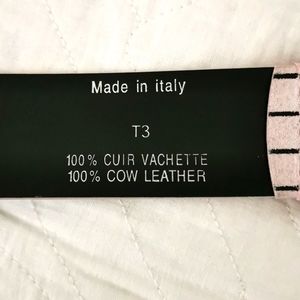 Made in italy
T3
100% CUIR VACHETTE
100% COW LEATHER